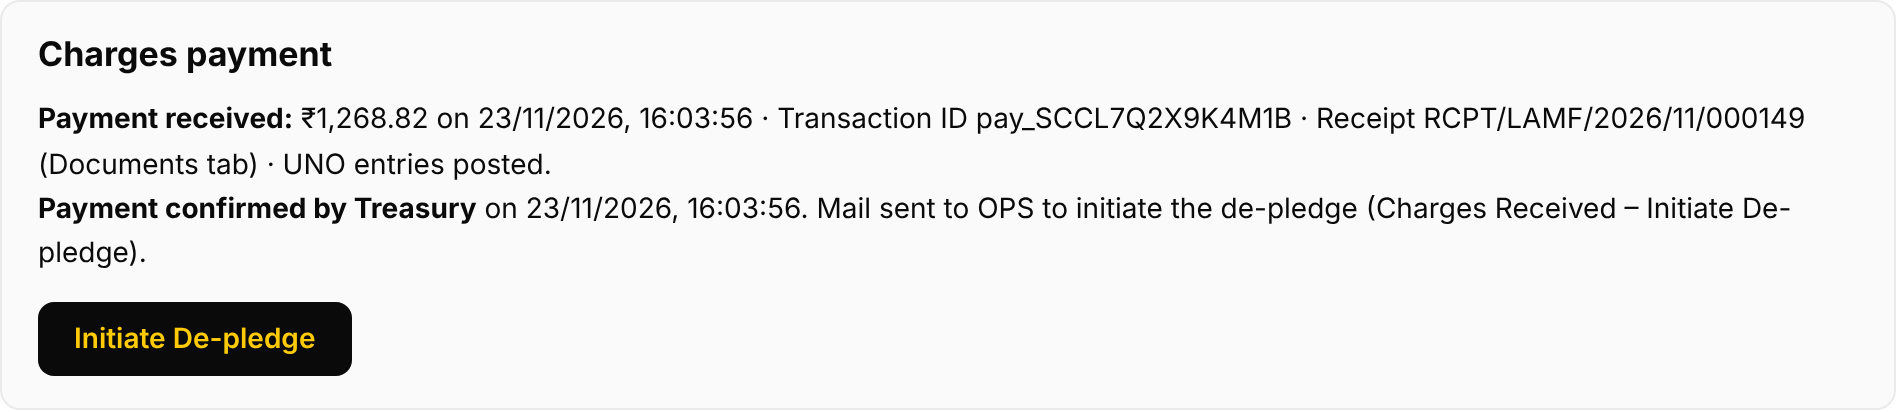 Charges payment
Payment received: ₹1,268.82 on 23/11/2026, 16:03:56 · Transaction ID pay_SCCL7Q2X9K4M1B · Receipt RCPT/LAMF/2026/11/000149
(Documents tab) · UNO entries posted.
Payment confirmed by Treasury on 23/11/2026, 16:03:56. Mail sent to OPS to initiate the de-pledge (Charges Received – Initiate De-
pledge).
Initiate De-pledge